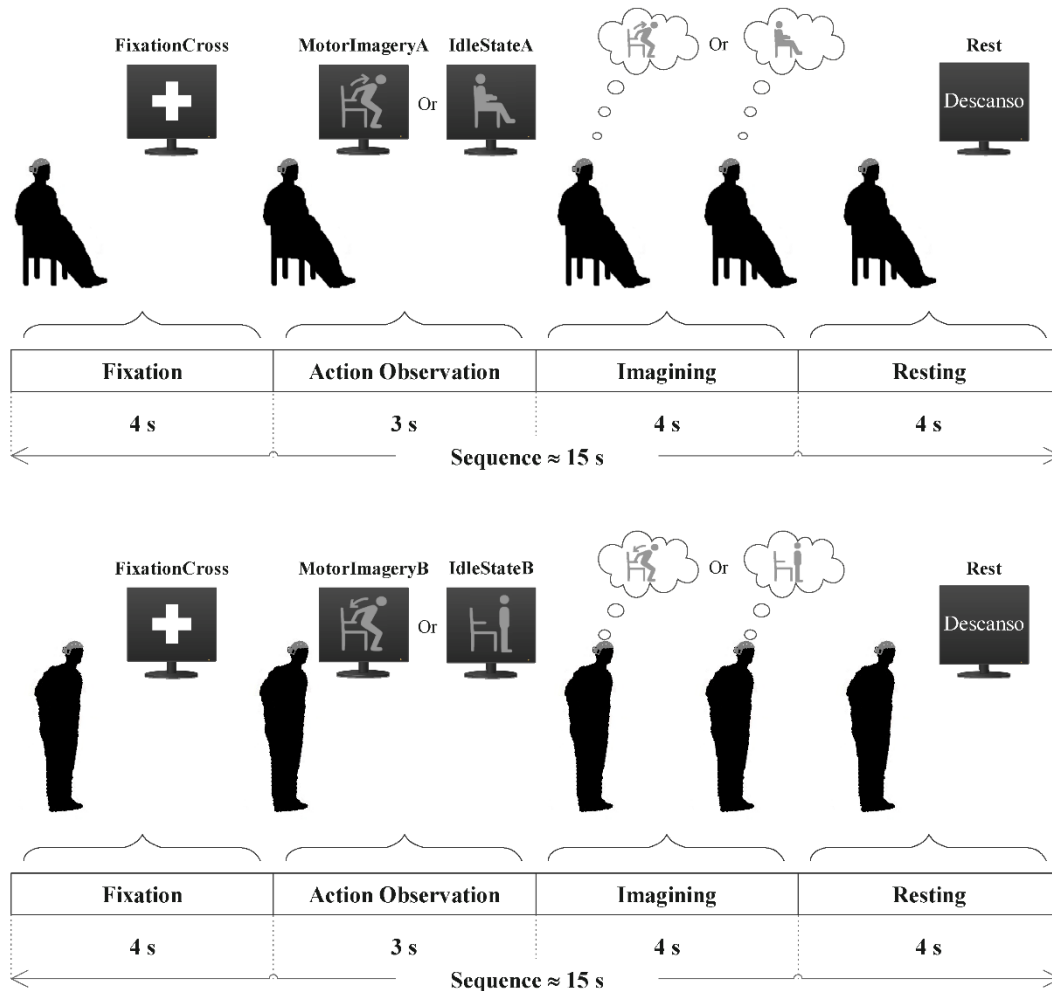 FixationCross
MotorImageryA
IdleStateA
Or
Or
Rest
Descanso
Fixation
Action Observation
Imagining
Resting
4 s
3 s
4 s
4 s
Sequence ≈ 15 s
FixationCross
MotorImageryB
IdleStateB
Or
Or
Rest
Descanso
Fixation
Action Observation
Imagining
Resting
4 s
3 s
4 s
4 s
Sequence ≈ 15 s